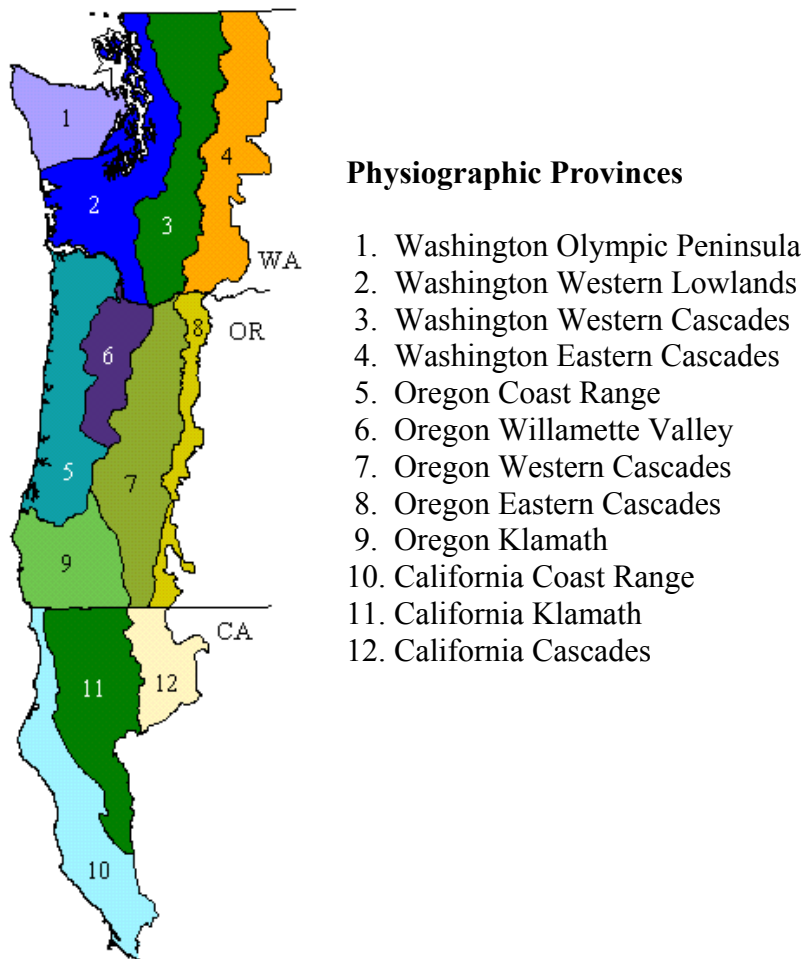 1
2
3
4
WA
OR
5
6
7
8
9
CA
10
11
12
Physiographic Provinces
1. Washington Olympic Peninsula
2. Washington Western Lowlands
3. Washington Western Cascades
4. Washington Eastern Cascades
5. Oregon Coast Range
6. Oregon Willamette Valley
7. Oregon Western Cascades
8. Oregon Eastern Cascades
9. Oregon Klamath
10. California Coast Range
11. California Klamath
12. California Cascades